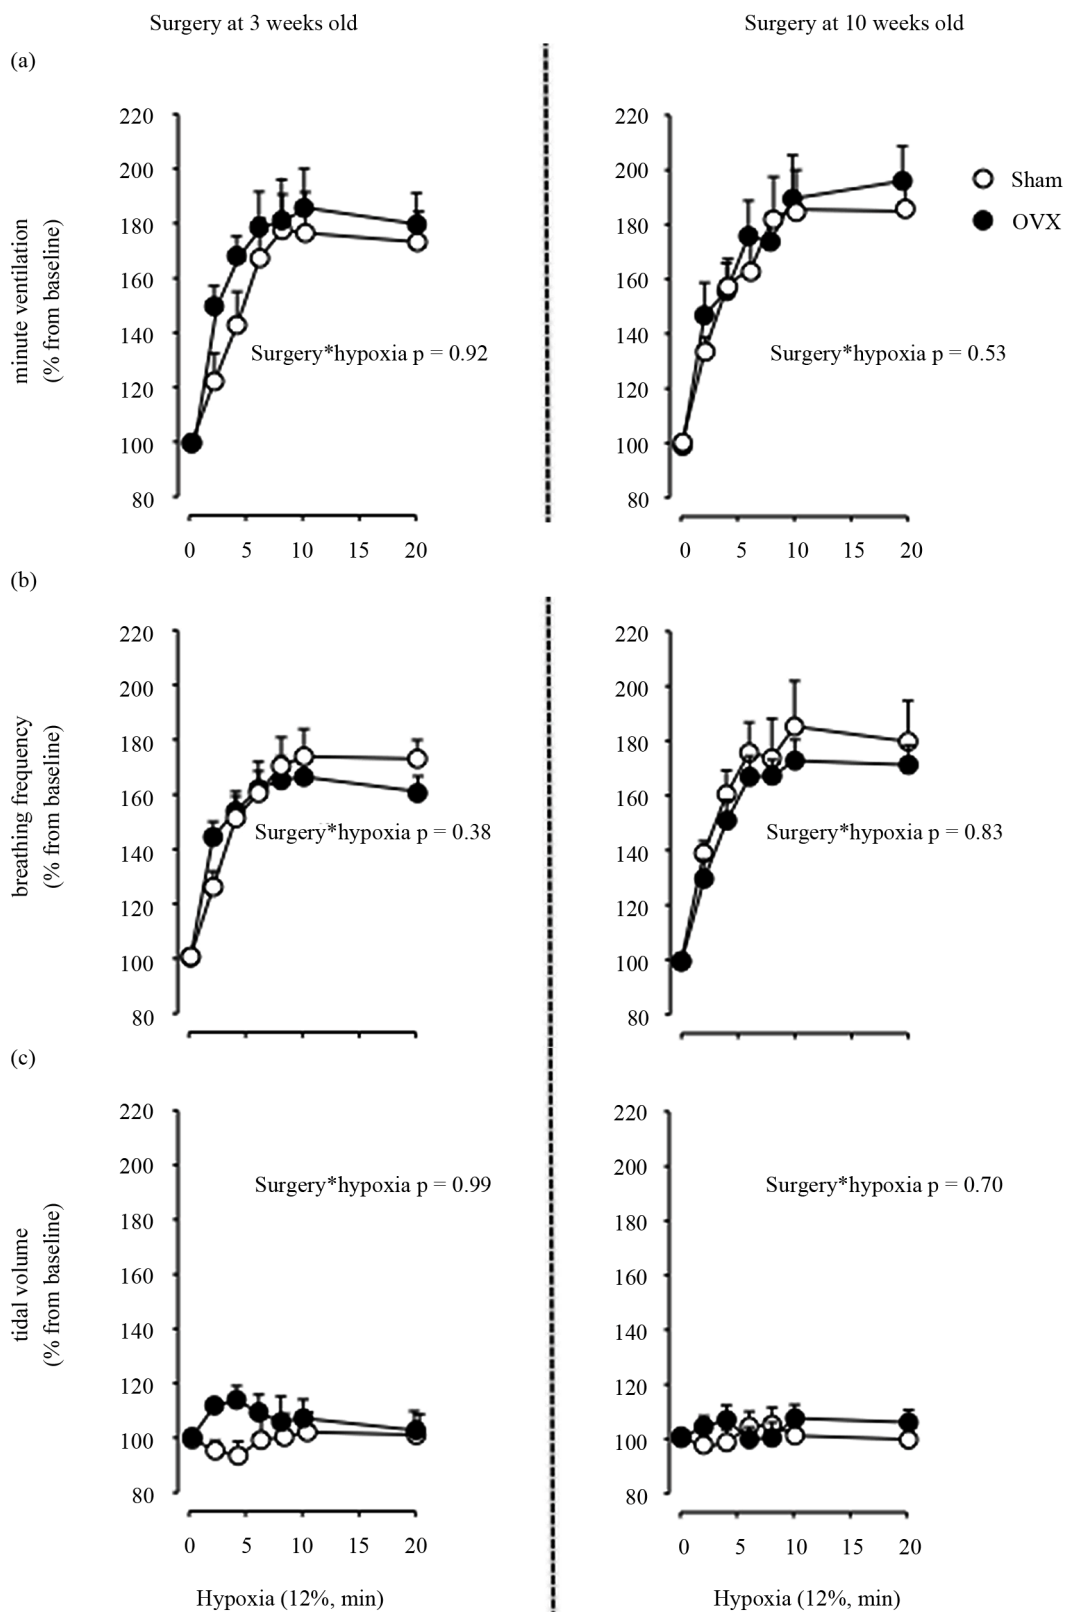 Surgery at 3 weeks old
Surgery at 10 weeks old
(a)
minute ventilation
(% from baseline)
220
200
180
160
140
120
100
80
Surgery*hypoxia p = 0.92
0 5 10 15 20
220
200
180
160
140
120
100
80
Surgery*hypoxia p = 0.53
0 5 10 15 20
Sham
OVX
(b)
breathing frequency
(% from baseline)
220
200
180
160
140
120
100
80
Surgery*hypoxia p = 0.38
220
200
180
160
140
120
100
80
Surgery*hypoxia p = 0.83
(c)
tidal volume
(% from baseline)
220
200
180
160
140
120
100
80
Surgery*hypoxia p = 0.99
0 5 10 15 20
Hypoxia (12%, min)
220
200
180
160
140
120
100
80
Surgery*hypoxia p = 0.70
0 5 10 15 20
Hypoxia (12%, min)